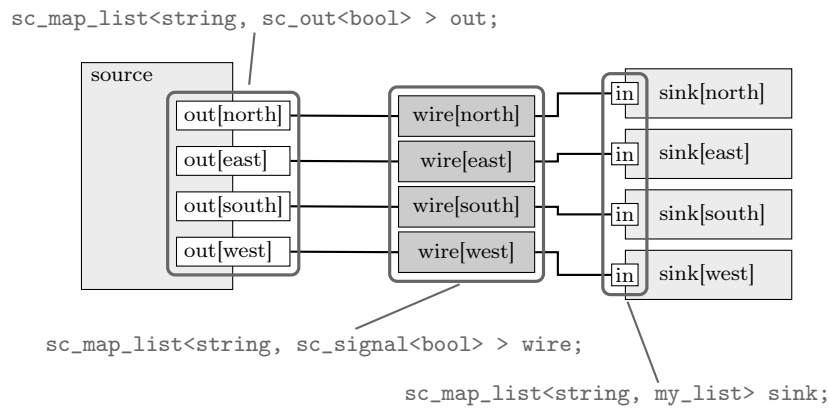 sc_map_list<string, sc_out<bool> > out;
source
out[north]
out[east]
out[south]
out[west]
wire[north]
wire[east]
wire[south]
wire[west]
in
sink[north]
in
sink[east]
in
sink[south]
in
sink[west]
sc_map_list<string, sc_signal<bool> > wire;
sc_map_list<string, my_list> sink;